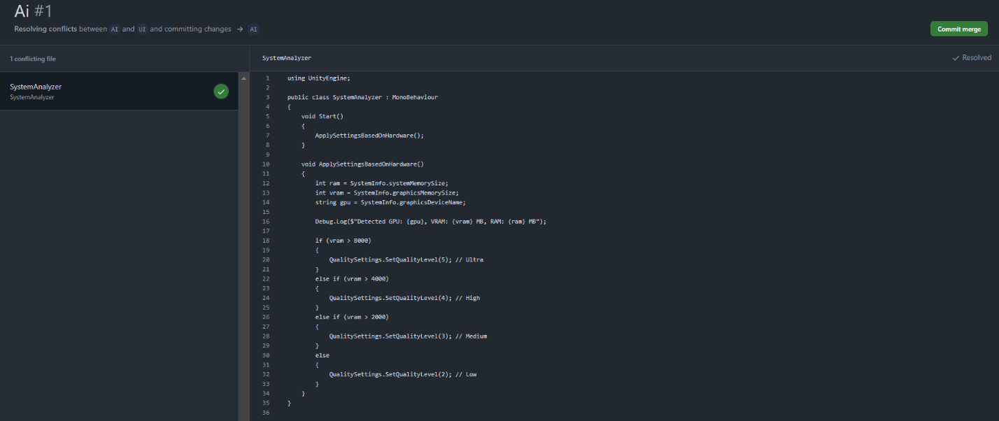 Ai #1
Resolving conflicts between AI and UI and committing changes → AI
Commit merge
1 conflicting file
SystemAnalyzer
SystemAnalyzer
SystemAnalyzer
Resolved
1 using UnityEngine;
2
3 public class SystemAnalyzer : MonoBehaviour
4 {
5     void Start()
6     {
7         ApplySettingsBasedOnHardware();
8     }
9
10     void ApplySettingsBasedOnHardware()
11     {
12         int ram = SystemInfo.systemMemorySize;
13         int vram = SystemInfo.graphicsMemorySize;
14         string gpu = SystemInfo.graphicsDeviceName;
15
16         Debug.Log($"Detected GPU: {gpu}, VRAM: {vram} MB, RAM: {ram} MB");
17
18         if (vram > 8000)
19         {
20             QualitySettings.SetQualityLevel(5); // Ultra
21         }
22         else if (vram > 4000)
23         {
24             QualitySettings.SetQualityLevel(4); // High
25         }
26         else if (vram > 2000)
27         {
28             QualitySettings.SetQualityLevel(3); // Medium
29         }
30         else
31         {
32             QualitySettings.SetQualityLevel(2); // Low
33         }
34     }
35 }
36